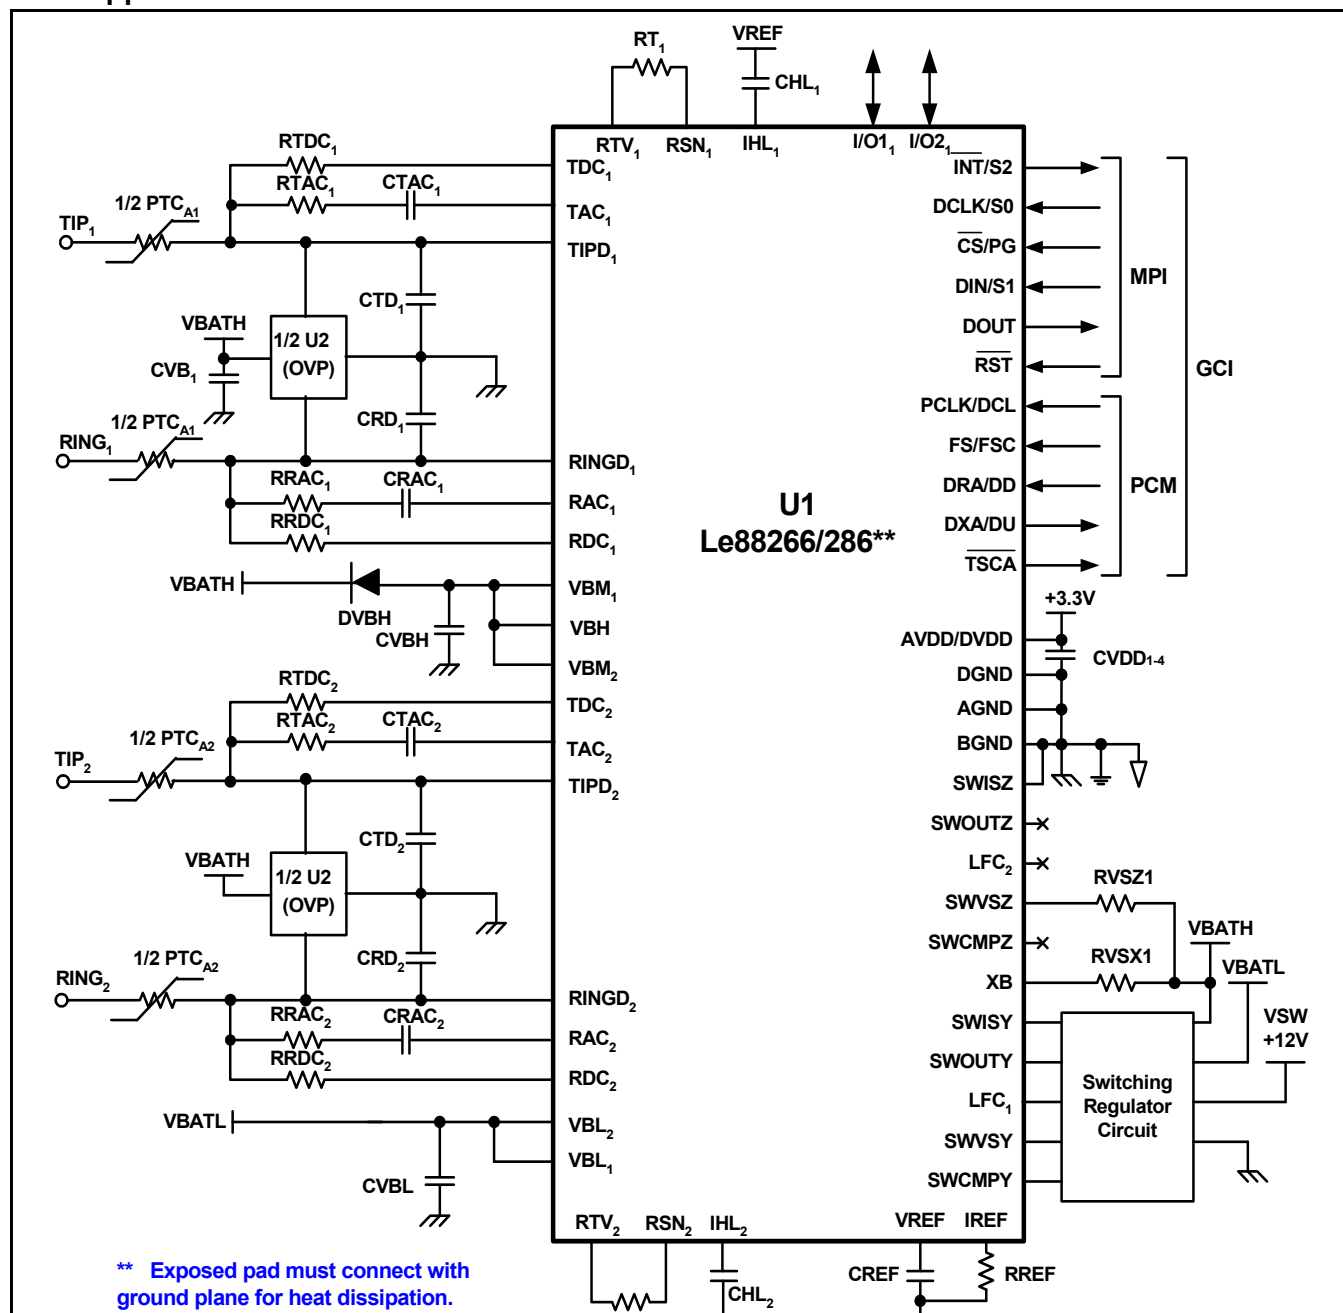 RT1
VREF
CHL1
RTV1 RSN1 IHL1 I/O11 I/O21
RTDC1
RTAC1
CTAC1
1/2 PTCA1
TIP1
TDC1
TAC1
TIPD1
CTD1
VBATH
1/2 U2
(OVP)
CVB1
CRD1
1/2 PTCA1
RING1
RINGD1
RRAC1
CRAC1
RAC1
RRDC1
RDC1
VBATH
DVBH
CVBH
VBM1
VBH
VBM2
RTDC2
RTAC2
CTAC2
1/2 PTCA2
TIP2
TDC2
TAC2
TIPD2
CTD2
VBATH
1/2 U2
(OVP)
CRD2
1/2 PTCA2
RING2
RINGD2
RRAC2
CRAC2
RAC2
RRDC2
RDC2
VBATL
CVBL
VBL2
VBL1
U1
Le88266/286**
INT/S2
DCLK/S0
CS/PG
DIN/S1
DOUT
RST
MPI
GCI
PCLK/DCL
FS/FSC
DRA/DD
DXA/DU
TSCA
PCM
+3.3V
AVDD/DVDD
CVDD1-4
DGND
AGND
BGND
SWISZ
SWOUTZ
LFC2
SWVSZ
RVSZ1
SWCMPZ
VBATH
XB
RVSX1
VBATL
SWISY
VSW
+12V
SWOUTY
LFC1
SWVSY
SWCMPY
Switching
Regulator
Circuit
RTV2 RSN2 IHL2 VREF IREF
CHL2
CREF
RREF
** Exposed pad must connect with
ground plane for heat dissipation.